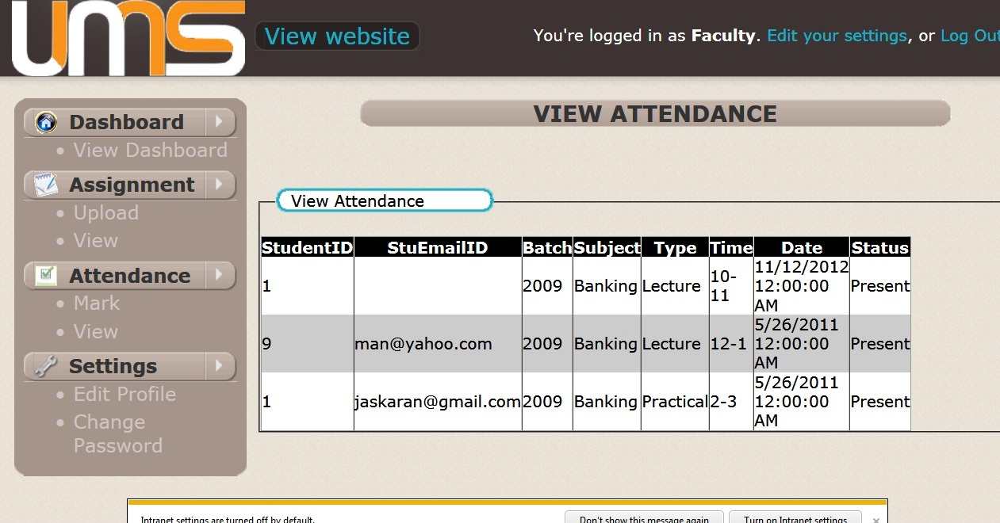 UMS
View website
You're logged in as Faculty. Edit your settings, or Log Out
Dashboard
View Dashboard
Assignment
Upload
View
Attendance
Mark
View
Settings
Edit Profile
Change
Password
VIEW ATTENDANCE
View Attendance
StudentID StuEmailID Batch Subject Type Time Date Status
1 2009 Banking Lecture 10-11 11/12/2012 12:00:00 AM Present
9 man@yahoo.com 2009 Banking Lecture 12-1 5/26/2011 12:00:00 AM Present
1 jaskaran@gmail.com 2009 Banking Practical 2-3 5/26/2011 12:00:00 AM Present
Intranet settings are turned off by default. Don't show this message again Turn on Intranet settings ×